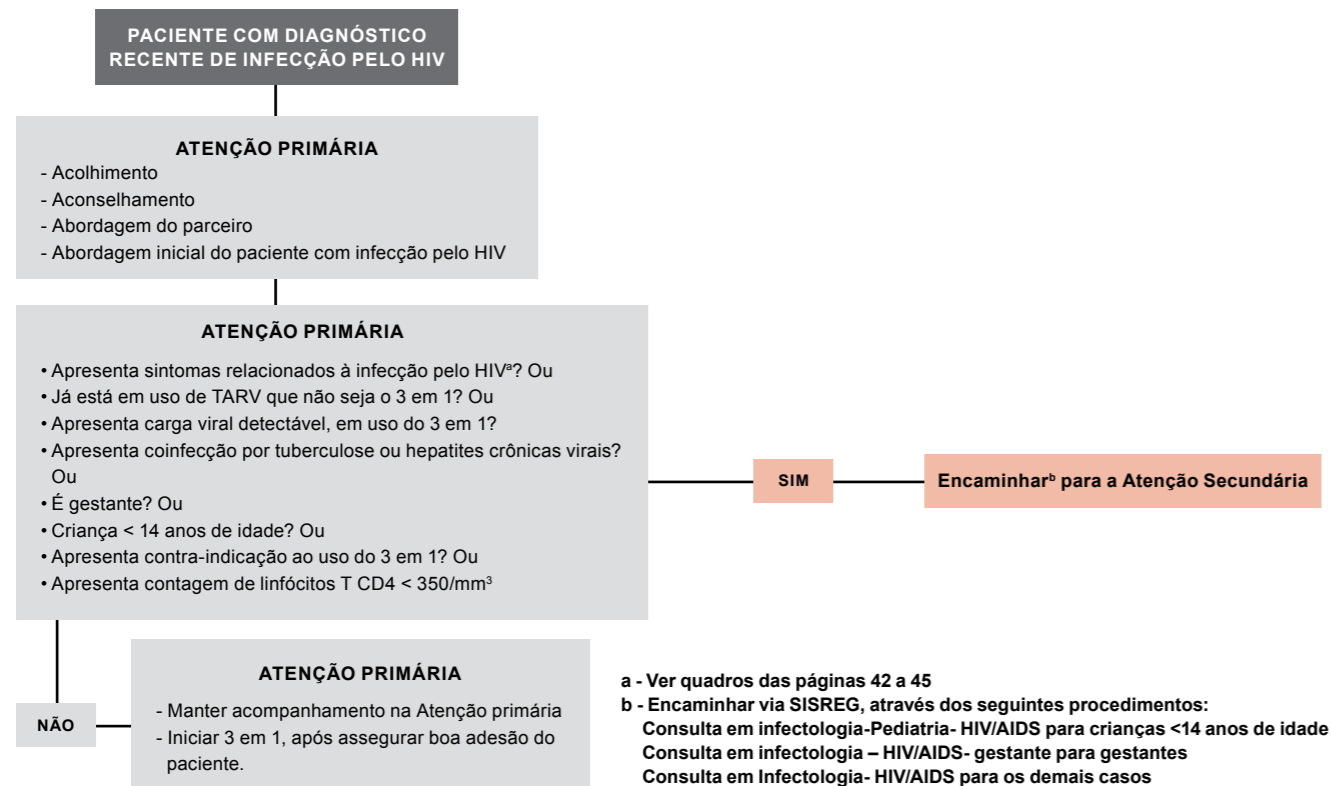 PACIENTE COM DIAGNÓSTICO
RECENTE DE INFECÇÃO PELO HIV
ATENÇÃO PRIMÁRIA
- Acolhimento
- Aconselhamento
- Abordagem do parceiro
- Abordagem inicial do paciente com infecção pelo HIV
ATENÇÃO PRIMÁRIA
• Apresenta sintomas relacionados à infecção pelo HIVª? Ou
• Já está em uso de TARV que não seja o 3 em 1? Ou
• Apresenta carga viral detectável, em uso do 3 em 1?
• Apresenta coinfecção por tuberculose ou hepatites crônicas virais?
Ou
• É gestante? Ou
• Criança < 14 anos de idade? Ou
• Apresenta contra-indicação ao uso do 3 em 1? Ou
• Apresenta contagem de linfócitos T CD4 < 350/mm³
SIM
Encaminharᵇ para a Atenção Secundária
NÃO
ATENÇÃO PRIMÁRIA
- Manter acompanhamento na Atenção primária
- Iniciar 3 em 1, após assegurar boa adesão do
paciente.
a - Ver quadros das páginas 42 a 45
b - Encaminhar via SISREG, através dos seguintes procedimentos:
Consulta em infectologia-Pediatria- HIV/AIDS para crianças <14 anos de idade
Consulta em infectologia – HIV/AIDS- gestante para gestantes
Consulta em Infectologia- HIV/AIDS para os demais casos